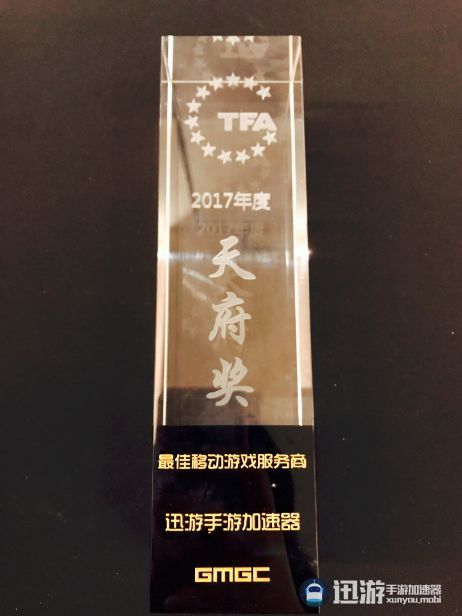 TFA
2017年度
天府奖
最佳移动游戏服务商
迅游手游加速器
GMGC
迅游手游加速器
xunyou.mobi